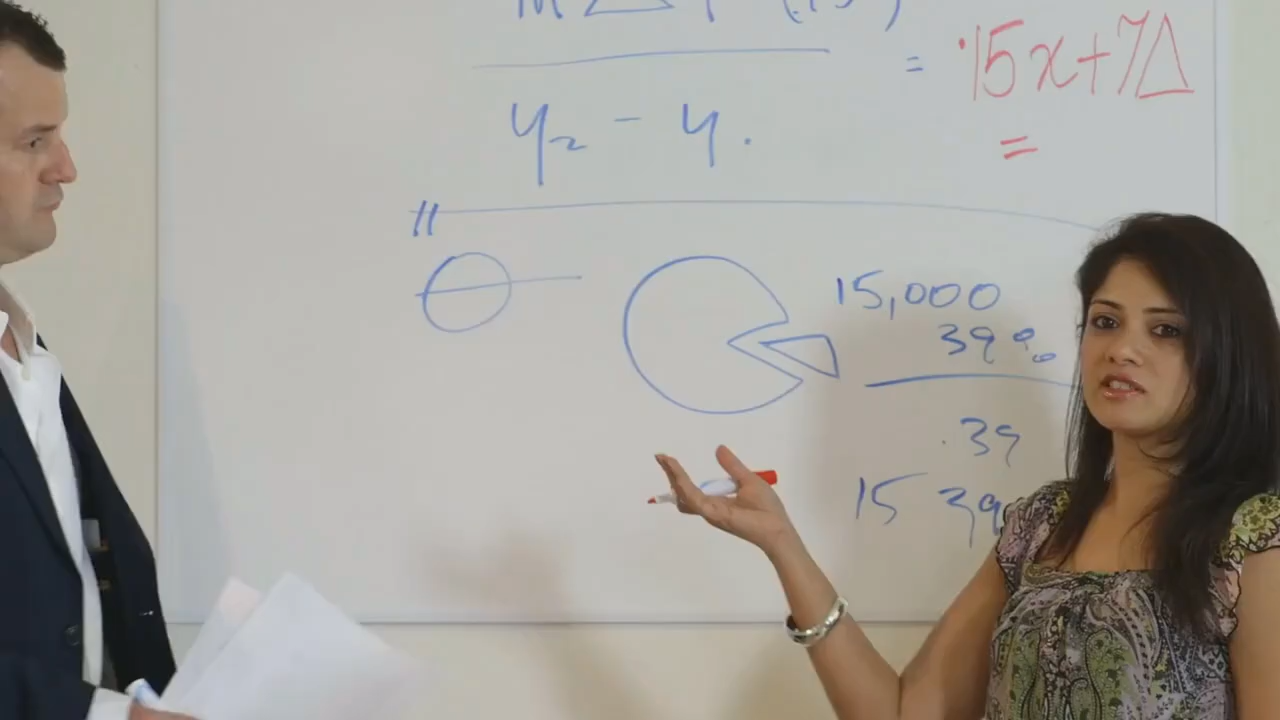 = .15x+7Δ
y₂ - y.
=
15,000
39%
.39
15 39